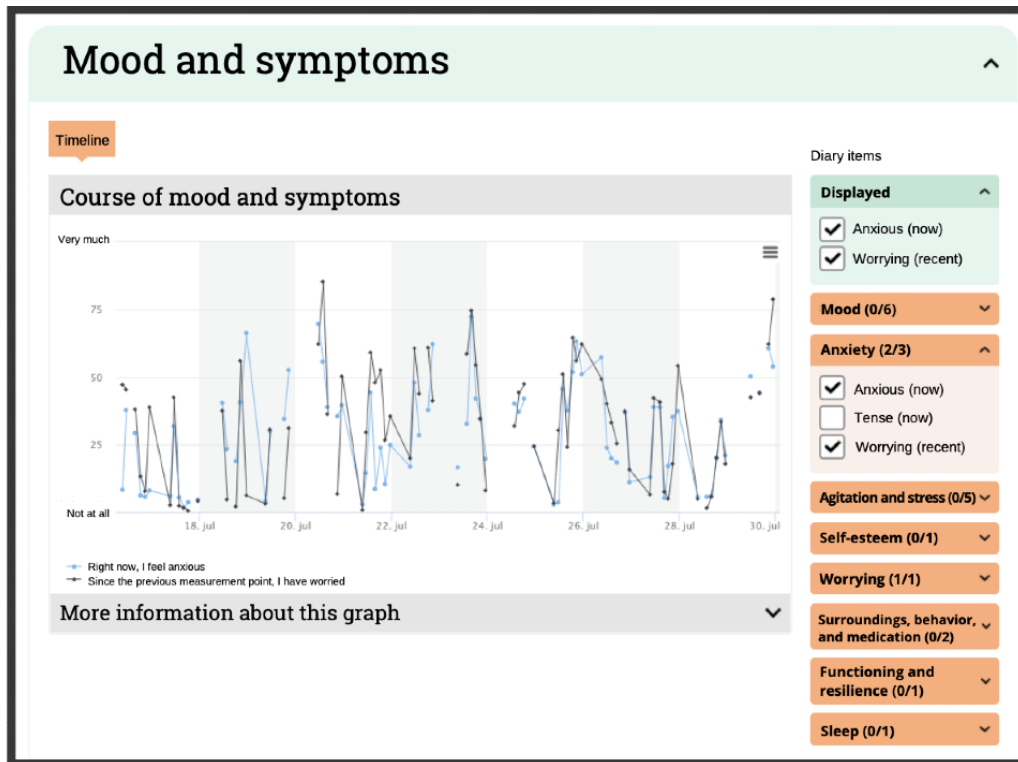 Mood and symptoms
Timeline
Course of mood and symptoms
Very much
75
50
25
Not at all
18. jul
20. jul
22. jul
24. jul
26. jul
28. jul
30. jul
Right now, I feel anxious
Since the previous measurement point, I have worried
More information about this graph
Diary items
Displayed
Anxious (now)
Worrying (recent)
Mood (0/6)
Anxiety (2/3)
Anxious (now)
Tense (now)
Worrying (recent)
Agitation and stress (0/5)
Self-esteem (0/1)
Worrying (1/1)
Surroundings, behavior,
and medication (0/2)
Functioning and
resilience (0/1)
Sleep (0/1)